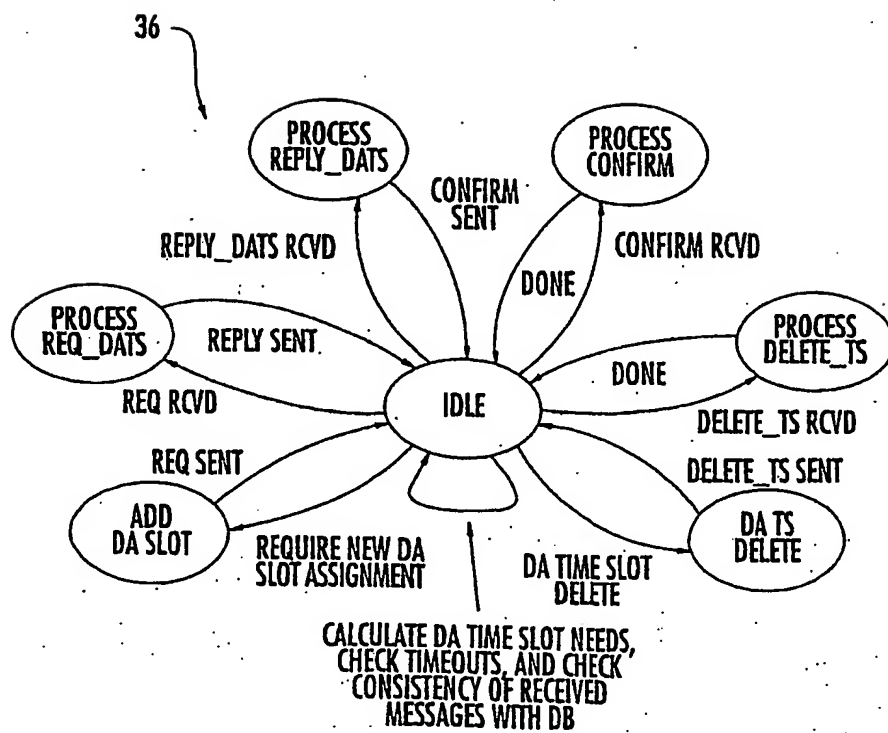 36
PROCESS
REPLY_DATS
PROCESS
CONFIRM
CONFIRM
SENT
REPLY_DATS RCVD
CONFIRM RCVD
DONE
PROCESS
REQ_DATS
REPLY SENT
PROCESS
DELETE_TS
DONE
IDLE
REQ RCVD
DELETE_TS RCVD
REQ SENT
DELETE_TS SENT
ADD
DA SLOT
DA TS
DELETE
REQUIRE NEW DA
SLOT ASSIGNMENT
DA TIME SLOT
DELETE
CALCULATE DA TIME SLOT NEEDS,
CHECK TIMEOUTS, AND CHECK
CONSISTENCY OF RECEIVED
MESSAGES WITH DB